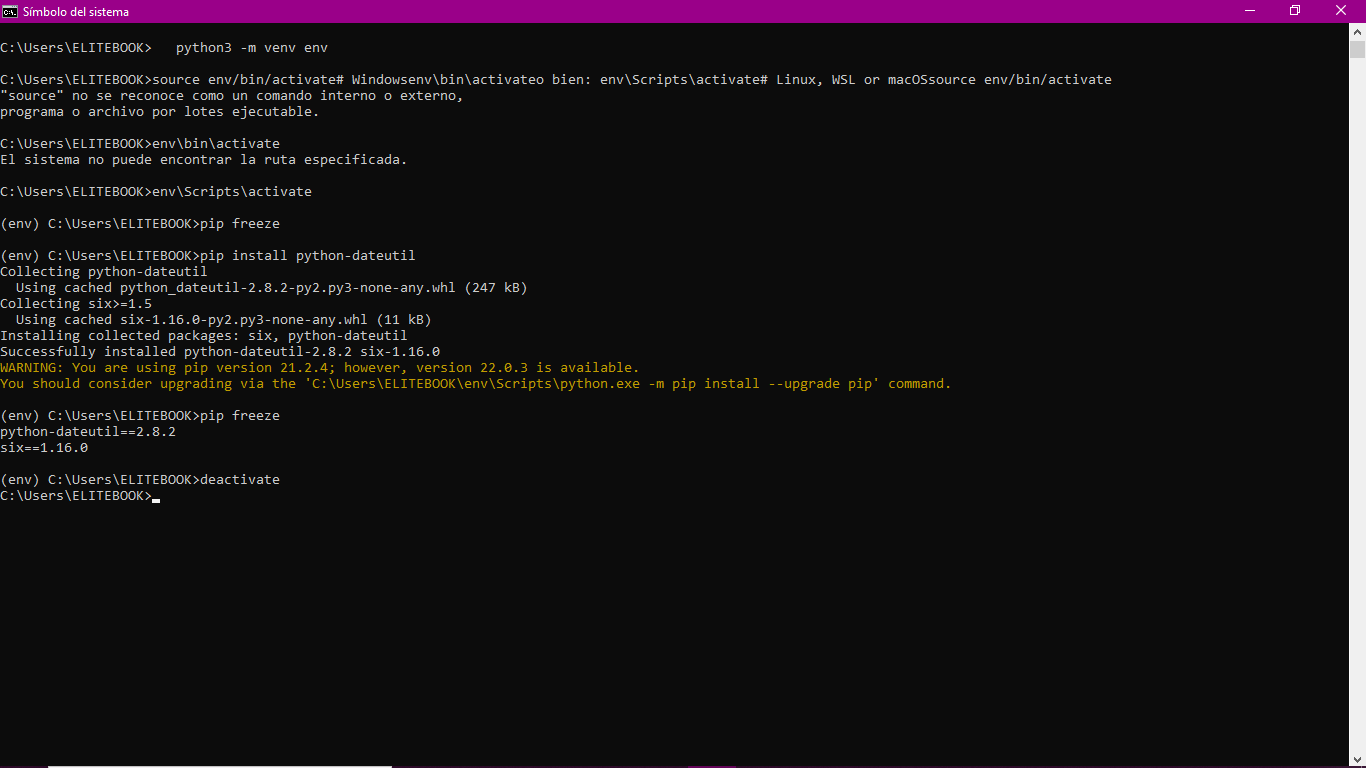 Símbolo del sistema
C:\Users\ELITEBOOK>   python3 -m venv env
C:\Users\ELITEBOOK>source env/bin/activate# Windowsenv\bin\activateo bien: env\Scripts\activate# Linux, WSL or macOSsource env/bin/activate
"source" no se reconoce como un comando interno o externo,
programa o archivo por lotes ejecutable.
C:\Users\ELITEBOOK>env\bin\activate
El sistema no puede encontrar la ruta especificada.
C:\Users\ELITEBOOK>env\Scripts\activate
(env) C:\Users\ELITEBOOK>pip freeze
(env) C:\Users\ELITEBOOK>pip install python-dateutil
Collecting python-dateutil
  Using cached python_dateutil-2.8.2-py2.py3-none-any.whl (247 kB)
Collecting six>=1.5
  Using cached six-1.16.0-py2.py3-none-any.whl (11 kB)
Installing collected packages: six, python-dateutil
Successfully installed python-dateutil-2.8.2 six-1.16.0
WARNING: You are using pip version 21.2.4; however, version 22.0.3 is available.
You should consider upgrading via the 'C:\Users\ELITEBOOK\env\Scripts\python.exe -m pip install --upgrade pip' command.
(env) C:\Users\ELITEBOOK>pip freeze
python-dateutil==2.8.2
six==1.16.0
(env) C:\Users\ELITEBOOK>deactivate
C:\Users\ELITEBOOK>